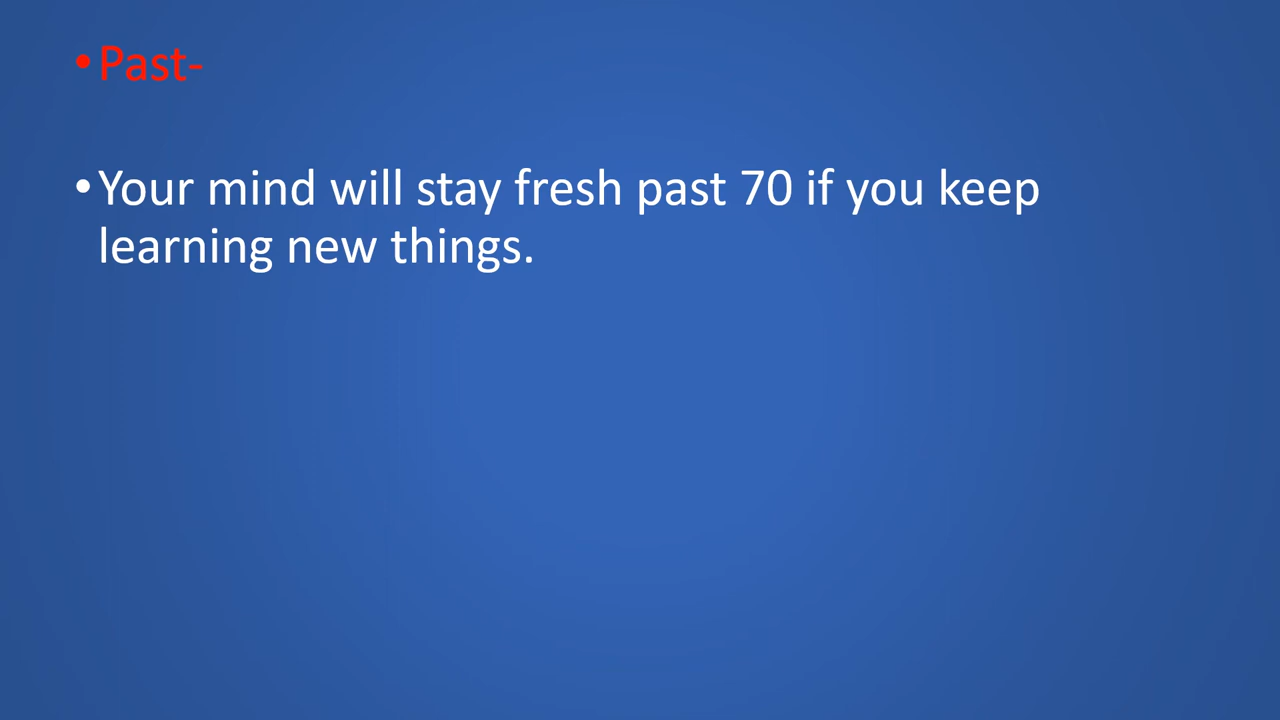 •Past-
•Your mind will stay fresh past 70 if you keep
learning new things.